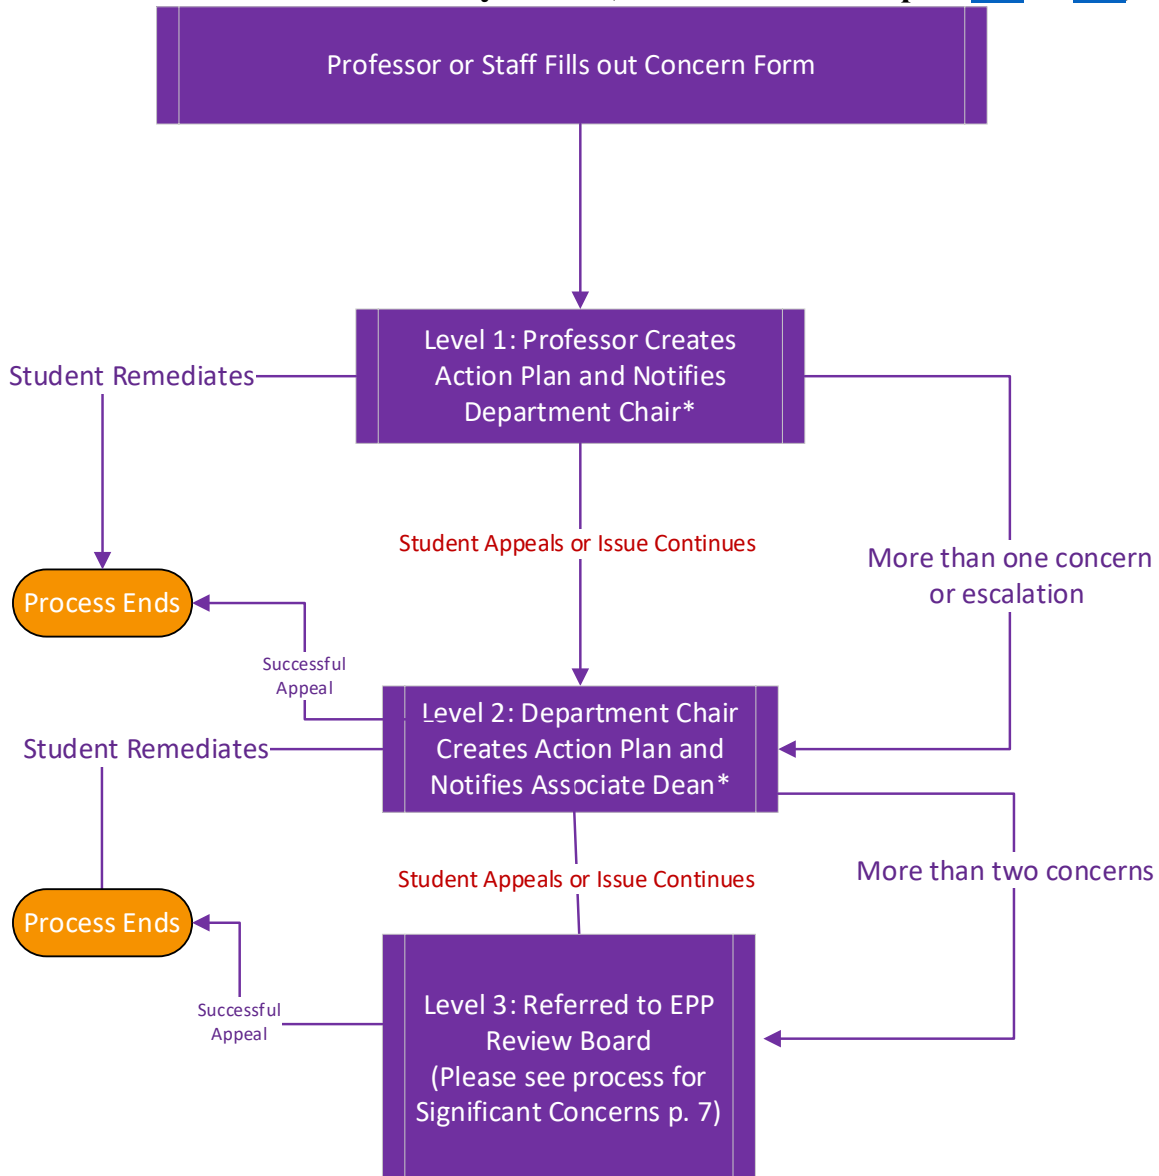 Professor or Staff Fills out Concern Form
Level 1: Professor Creates
Action Plan and Notifies
Department Chair*
Student Remediates
Student Appeals or Issue Continues
More than one concern
or escalation
Process Ends
Successful
Appeal
Level 2: Department Chair
Creates Action Plan and
Notifies Associate Dean*
Student Remediates
Student Appeals or Issue Continues
More than two concerns
Process Ends
Successful
Appeal
Level 3: Referred to EPP
Review Board
(Please see process for
Significant Concerns p. 7)